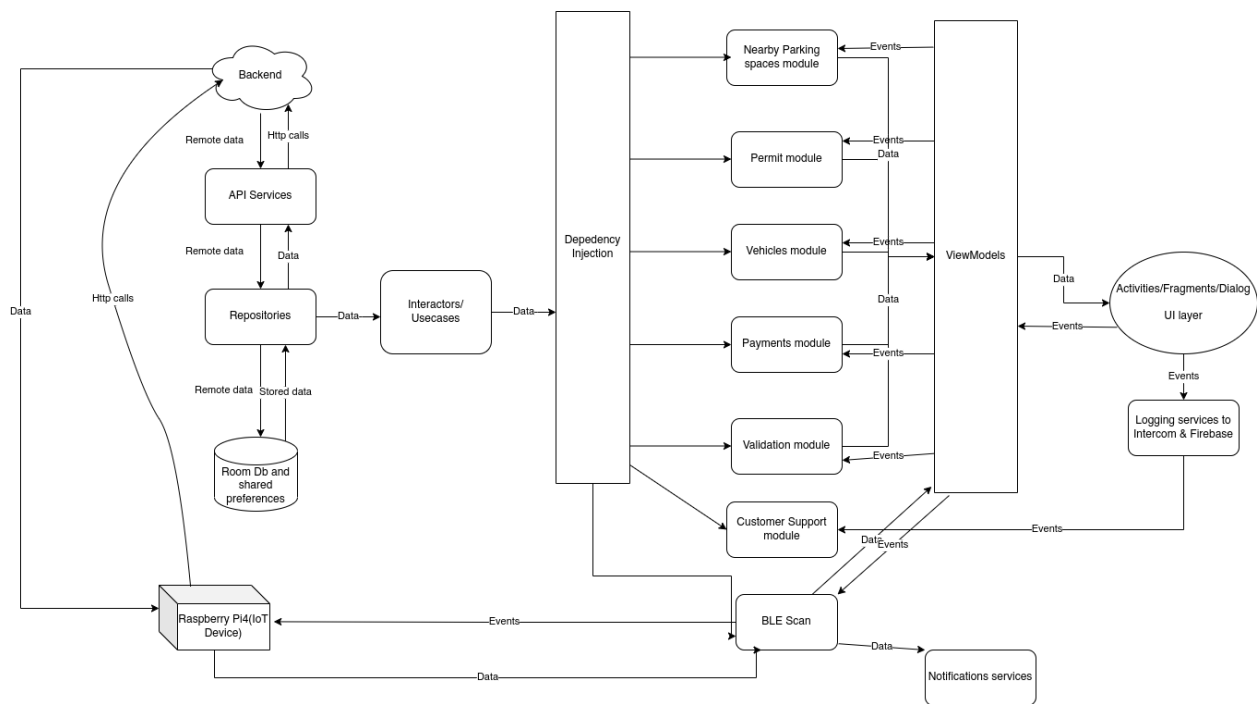 Backend
Remote data
Http calls
API Services
Remote data
Data
Repositories
Remote data
Stored data
Room Db and
shared
preferences
Data
Http calls
Raspberry Pi4(IoT
Device)
Data
Interactors/
Usecases
Data
Depedency
Injection
Nearby Parking
spaces module
Events
Permit module
Events
Data
Vehicles module
Events
Data
Payments module
Events
Validation module
Events
Customer Support
module
ViewModels
Data
Events
Activities/Fragments/Dialog
UI layer
Events
Logging services to
Intercom & Firebase
Events
Data
Events
BLE Scan
Events
Data
Data
Notifications services